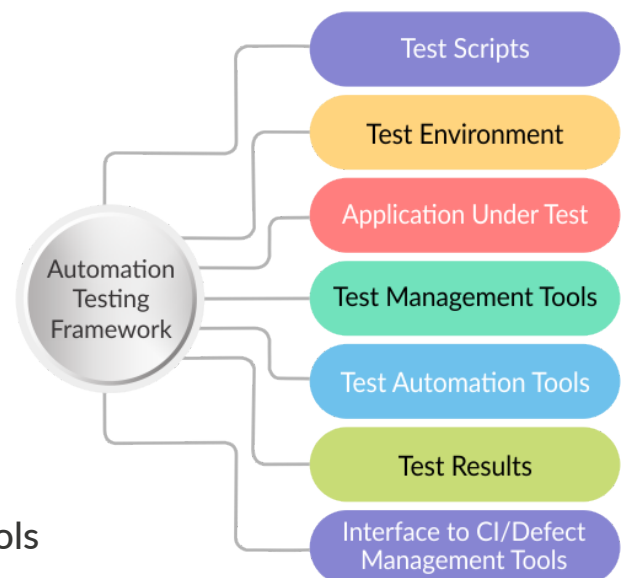 Test Scripts
Test Environment
Application Under Test
Automation
Testing
Framework
Test Management Tools
Test Automation Tools
Test Results
Interface to CI/Defect
Management Tools
ols